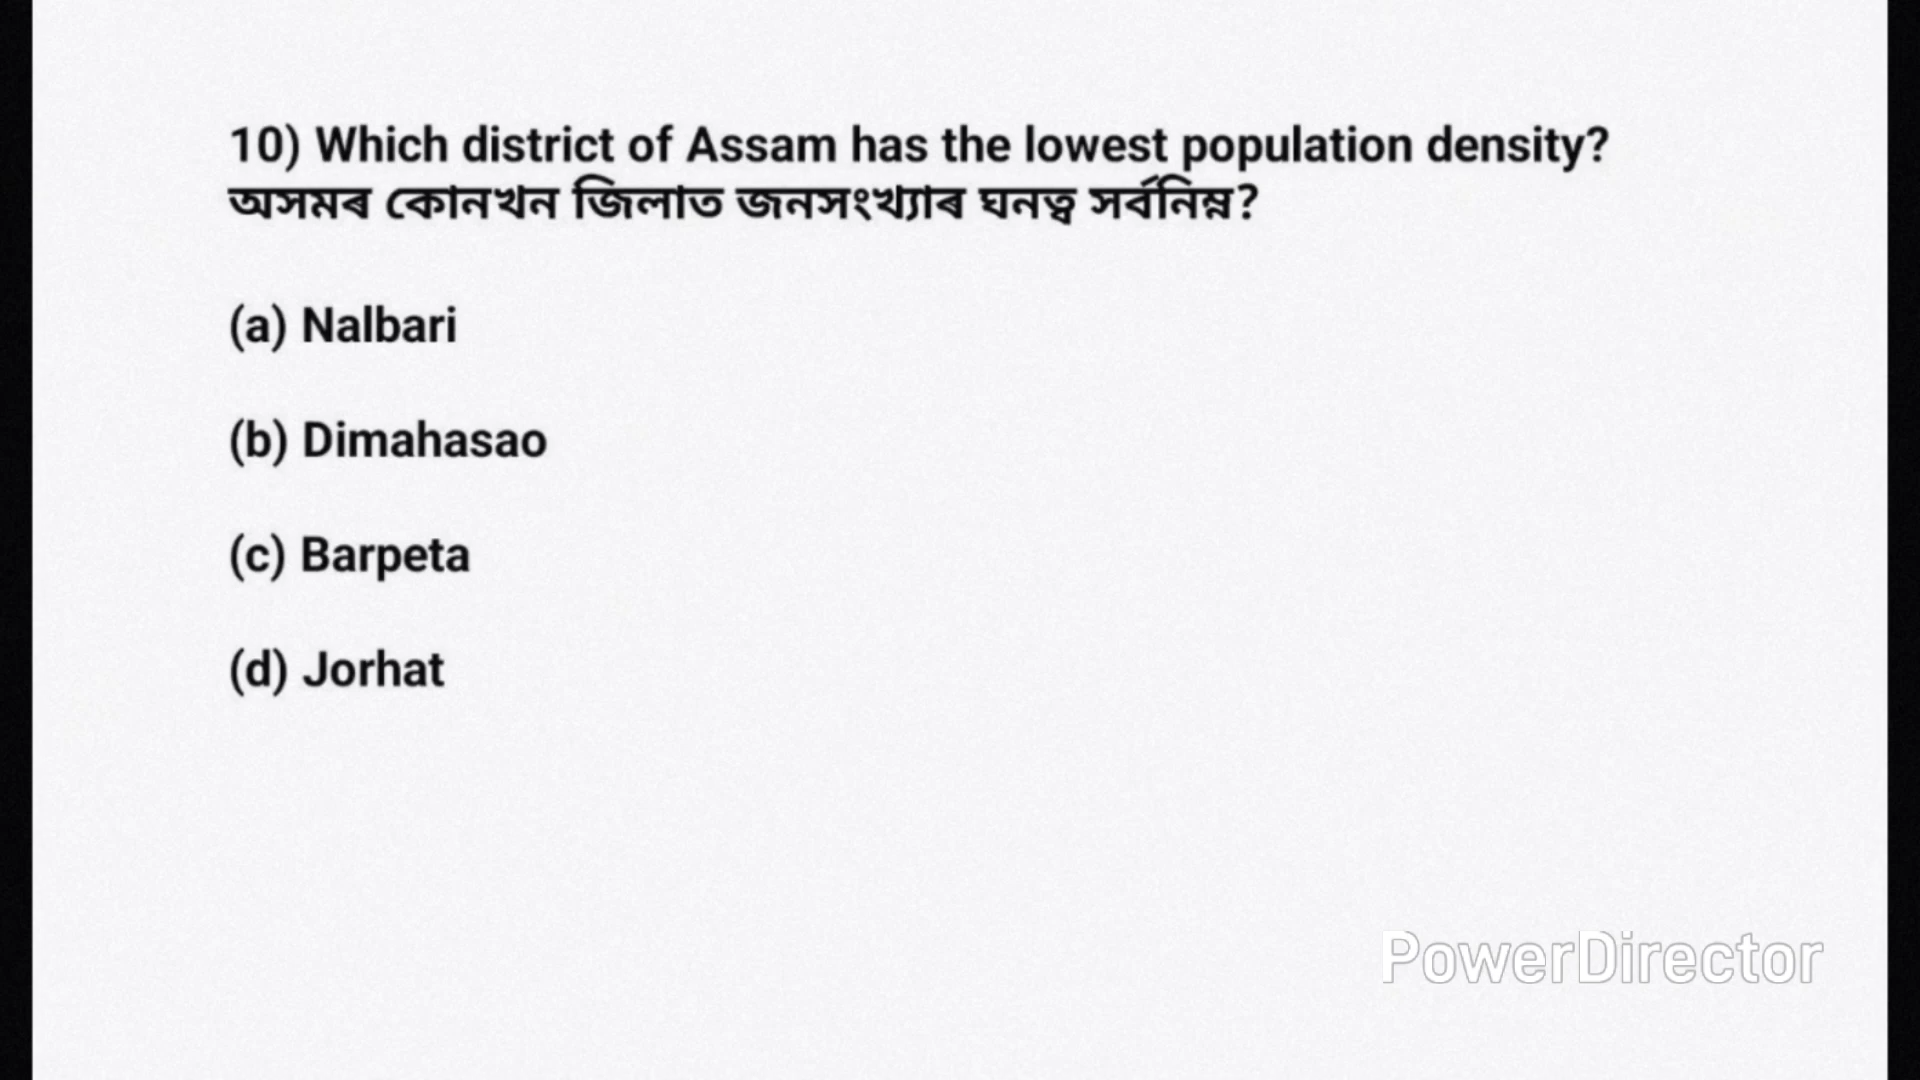 10) Which district of Assam has the lowest population density?
অসমৰ কোনখন জিলাত জনসংখ্যাৰ ঘনত্ব সৰ্বনিম্ন?
(a) Nalbari
(b) Dimahasao
(c) Barpeta
(d) Jorhat
PowerDirector